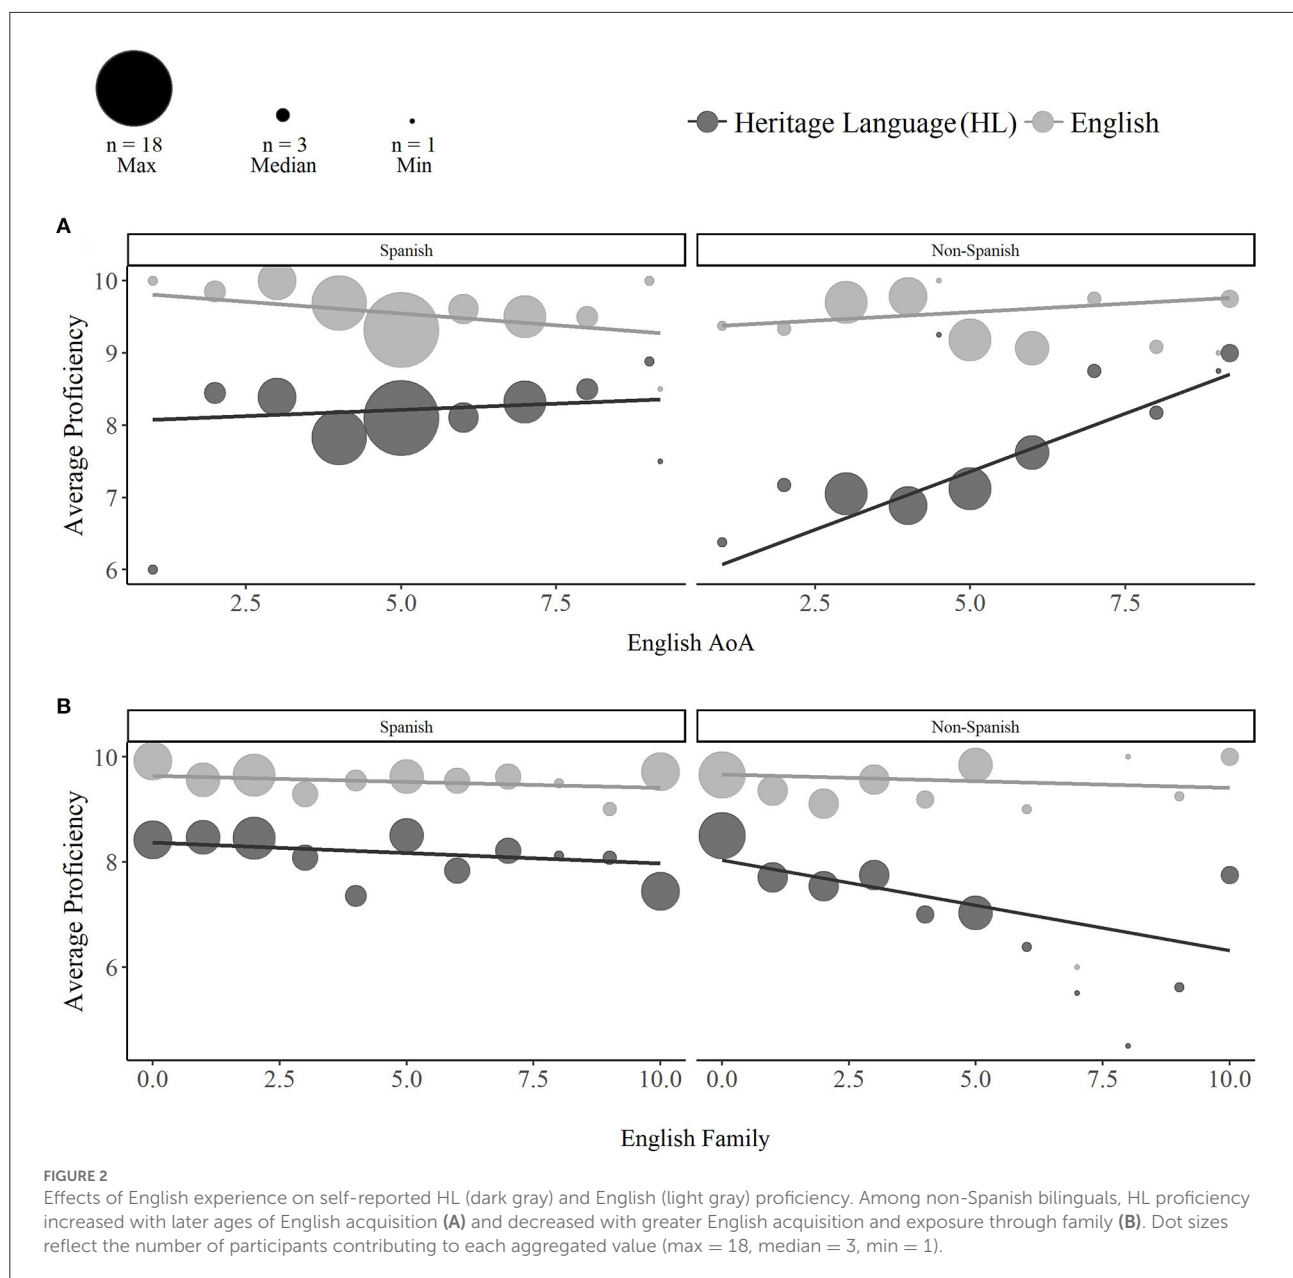 n = 18 n = 3 n = 1
Max Median Min
Heritage Language (HL) English
A
Spanish Non-Spanish
10
9
8
7
6
Average Proficiency
2.5 5.0 7.5 2.5 5.0 7.5
English AoA
B
Spanish Non-Spanish
10
8
6
Average Proficiency
0.0 2.5 5.0 7.5 10.0 0.0 2.5 5.0 7.5 10.0
English Family
FIGURE 2
Effects of English experience on self-reported HL (dark gray) and English (light gray) proficiency. Among non-Spanish bilinguals, HL proficiency
increased with later ages of English acquisition (A) and decreased with greater English acquisition and exposure through family (B). Dot sizes
reflect the number of participants contributing to each aggregated value (max = 18, median = 3, min = 1).